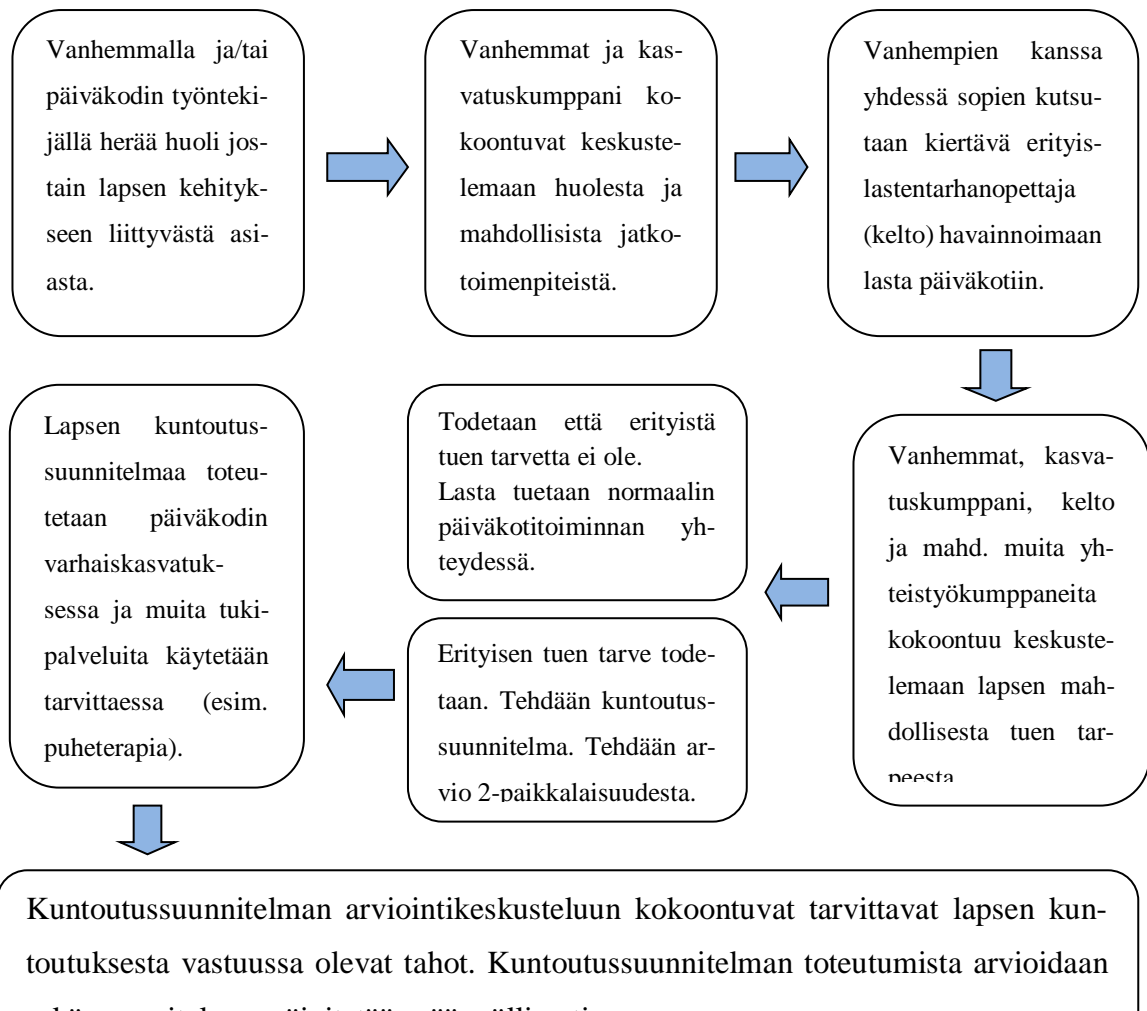 Vanhemmalla ja/tai
päiväkodin työnteki-
jällä herää huoli jos-
tain lapsen kehityk-
seen liittyvästä asi-
asta.
Vanhemmat ja kas-
vatuskumppani ko-
koontuvat keskuste-
lemaan huolesta ja
mahdollisista jatko-
toimenpiteistä.
Vanhempien kanssa
yhdessä sopien kutsu-
taan kiertävä erityis-
lastentarhanopettaja
(kelto) havainnoimaan
lasta päiväkotiin.
Vanhemmat, kasva-
tuskumppani, kelto
ja mahd. muita yh-
teistyökumppaneita
kokoontuu keskuste-
lemaan lapsen mah-
dollisesta tuen tar-
peesta
Todetaan että erityistä
tuen tarvetta ei ole.
Lasta tuetaan normaalin
päiväkotitoiminnan yh-
teydessä.
Erityisen tuen tarve tode-
taan. Tehdään kuntoutus-
suunnitelma. Tehdään ar-
vio 2-paikkalaisuudesta.
Lapsen kuntoutus-
suunnitelmaa toteu-
tetaan päiväkodin
varhaiskasvatuk-
sessa ja muita tuki-
palveluita käytetään
tarvittaessa (esim.
puheterapia).
Kuntoutussuunnitelman arviointikeskusteluun kokoontuvat tarvittavat lapsen kun-
toutuksesta vastuussa olevat tahot. Kuntoutussuunnitelman toteutumista arvioidaan